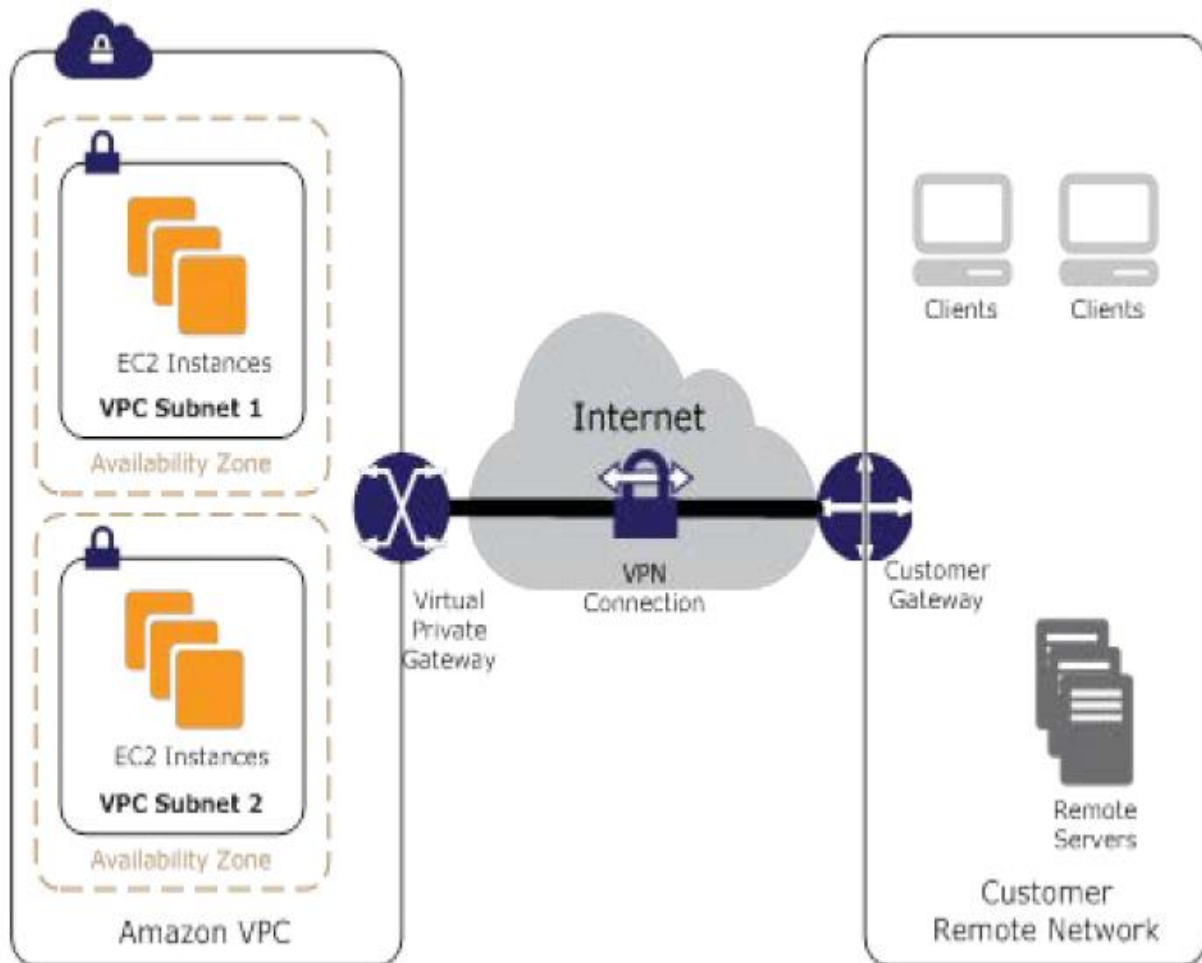 EC2 Instances
VPC Subnet 1
Availability Zone
EC2 Instances
VPC Subnet 2
Availability Zone
Amazon VPC
Virtual
Private
Gateway
Internet
VPN
Connection
Customer
Gateway
Clients
Clients
Remote
Servers
Customer
Remote Network